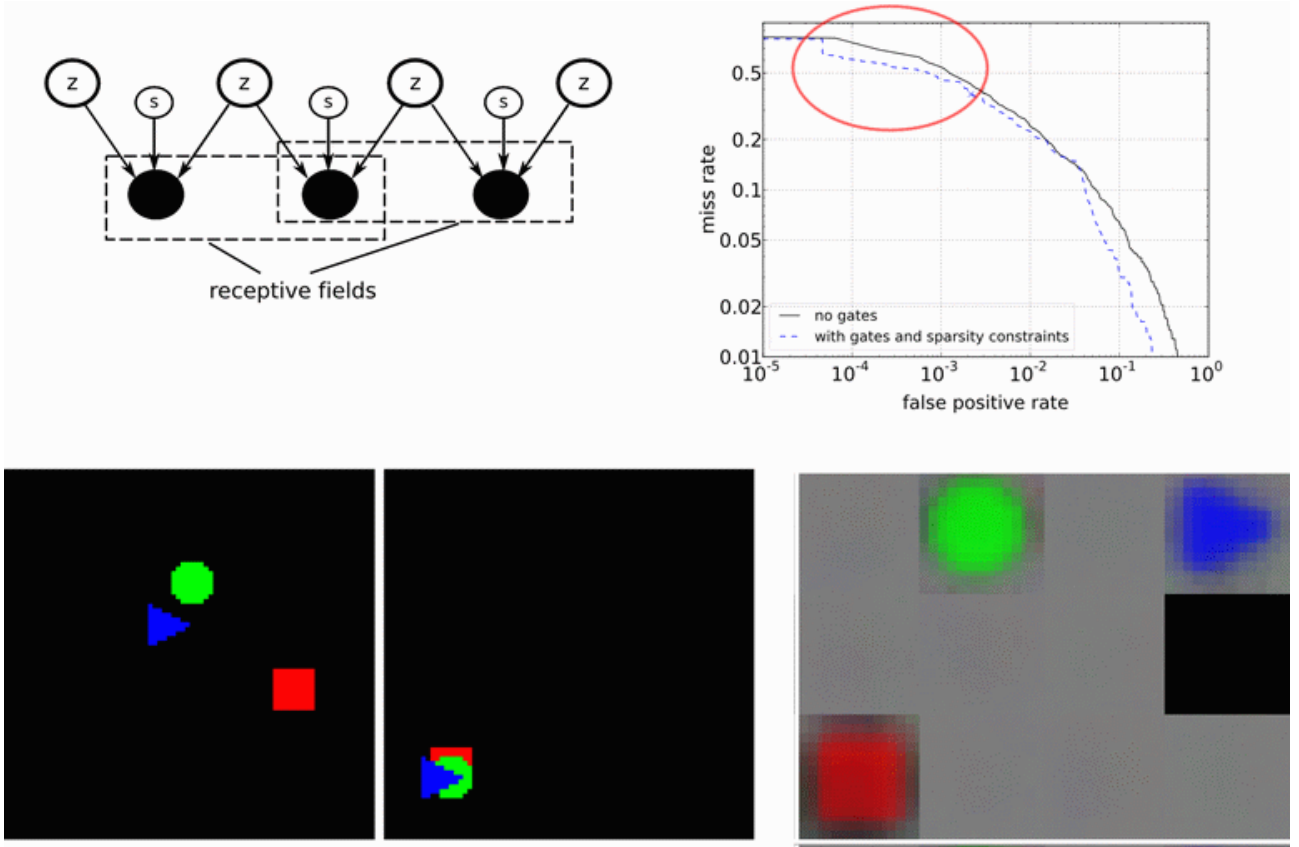 z
z
z
z
s
s
s
receptive fields
miss rate
0.5
0.2
0.1
0.05
0.02
0.01
no gates
with gates and sparsity constraints
10^-5
10^-4
10^-3
10^-2
10^-1
10^0
false positive rate